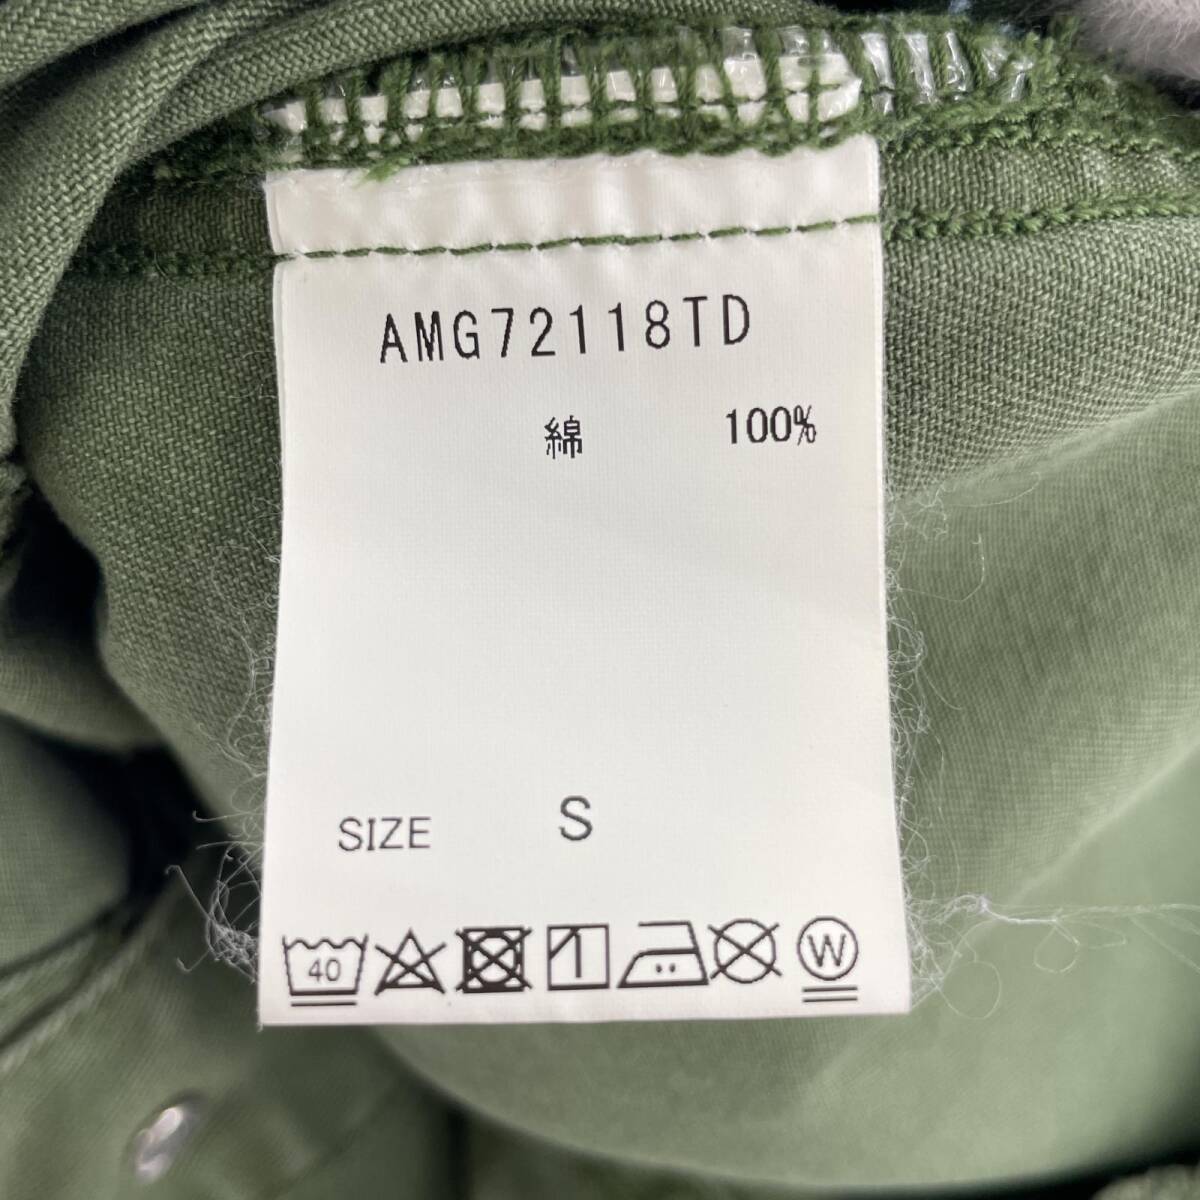 AMG72118TD
綿 100%
SIZE S
40 W